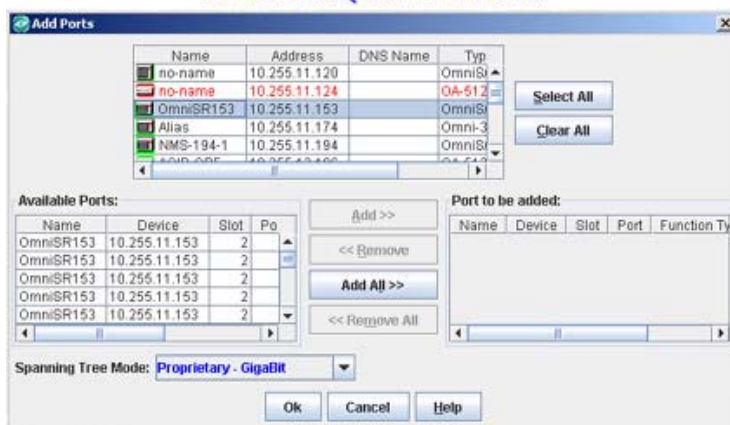 Add Ports
Name Address DNS Name Typ
no-name 10.255.11.120 OmniS
no-name 10.255.11.124 OA-512
OmniSR153 10.255.11.153 OmniS
Alias 10.255.11.174 Omni-3
NMS-194-1 10.255.11.194 OmniS
Select All
Clear All
Available Ports:
Name Device Slot Po
OmniSR153 10.255.11.153 2
OmniSR153 10.255.11.153 2
OmniSR153 10.255.11.153 2
OmniSR153 10.255.11.153 2
OmniSR153 10.255.11.153 2
Add >>
<< Remove
Add All >>
<< Remove All
Port to be added:
Name Device Slot Port Function Ty
Spanning Tree Mode: Proprietary - GigaBit
Ok Cancel Help